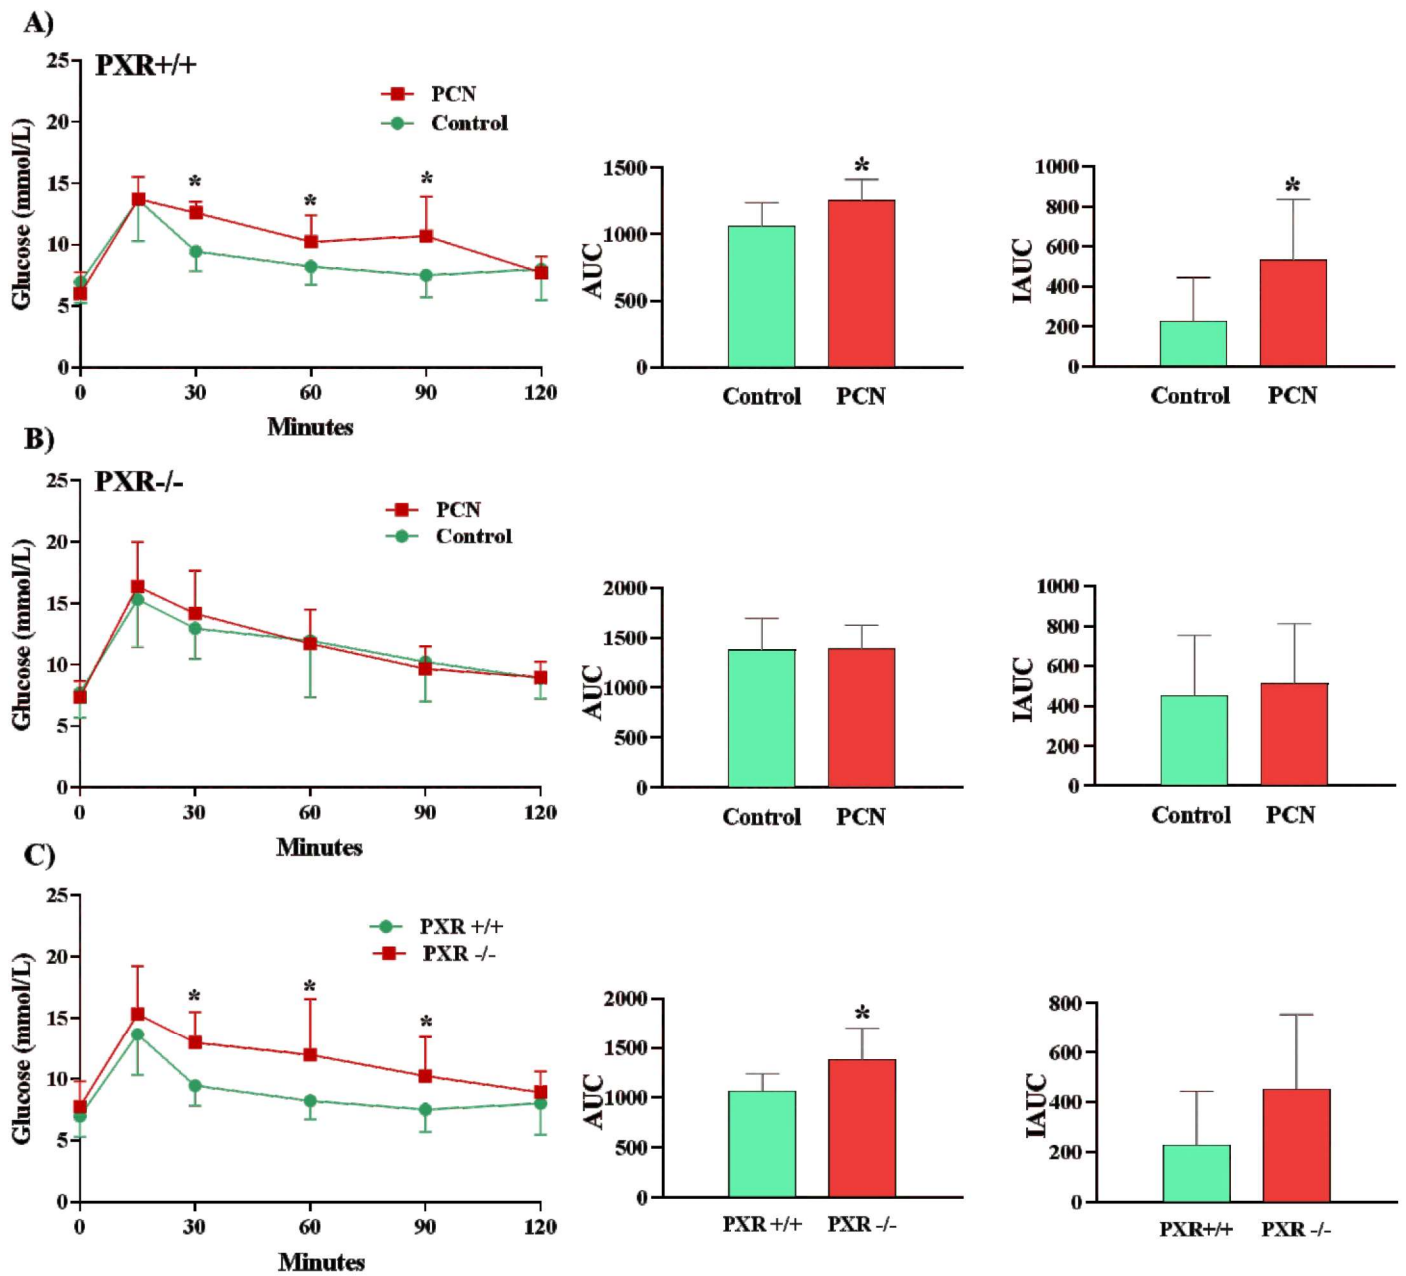 A)
PXR+/+
PCN
Control
Glucose (mmol/L)
25
20
15
10
5
0
* * *
0 30 60 90 120
Minutes
AUC
1500
1000
500
0
*
Control PCN
IAUC
1000
800
600
400
200
0
*
Control PCN
B)
PXR-/-
PCN
Control
Glucose (mmol/L)
25
20
15
10
5
0
0 30 60 90 120
Minutes
AUC
2000
1500
1000
500
0
Control PCN
IAUC
1000
800
600
400
200
0
Control PCN
C)
PXR +/+
PXR -/-
Glucose (mmol/L)
25
20
15
10
5
0
* * *
0 30 60 90 120
Minutes
AUC
2000
1500
1000
500
0
*
PXR +/+ PXR -/-
IAUC
800
600
400
200
0
PXR+/+ PXR -/-